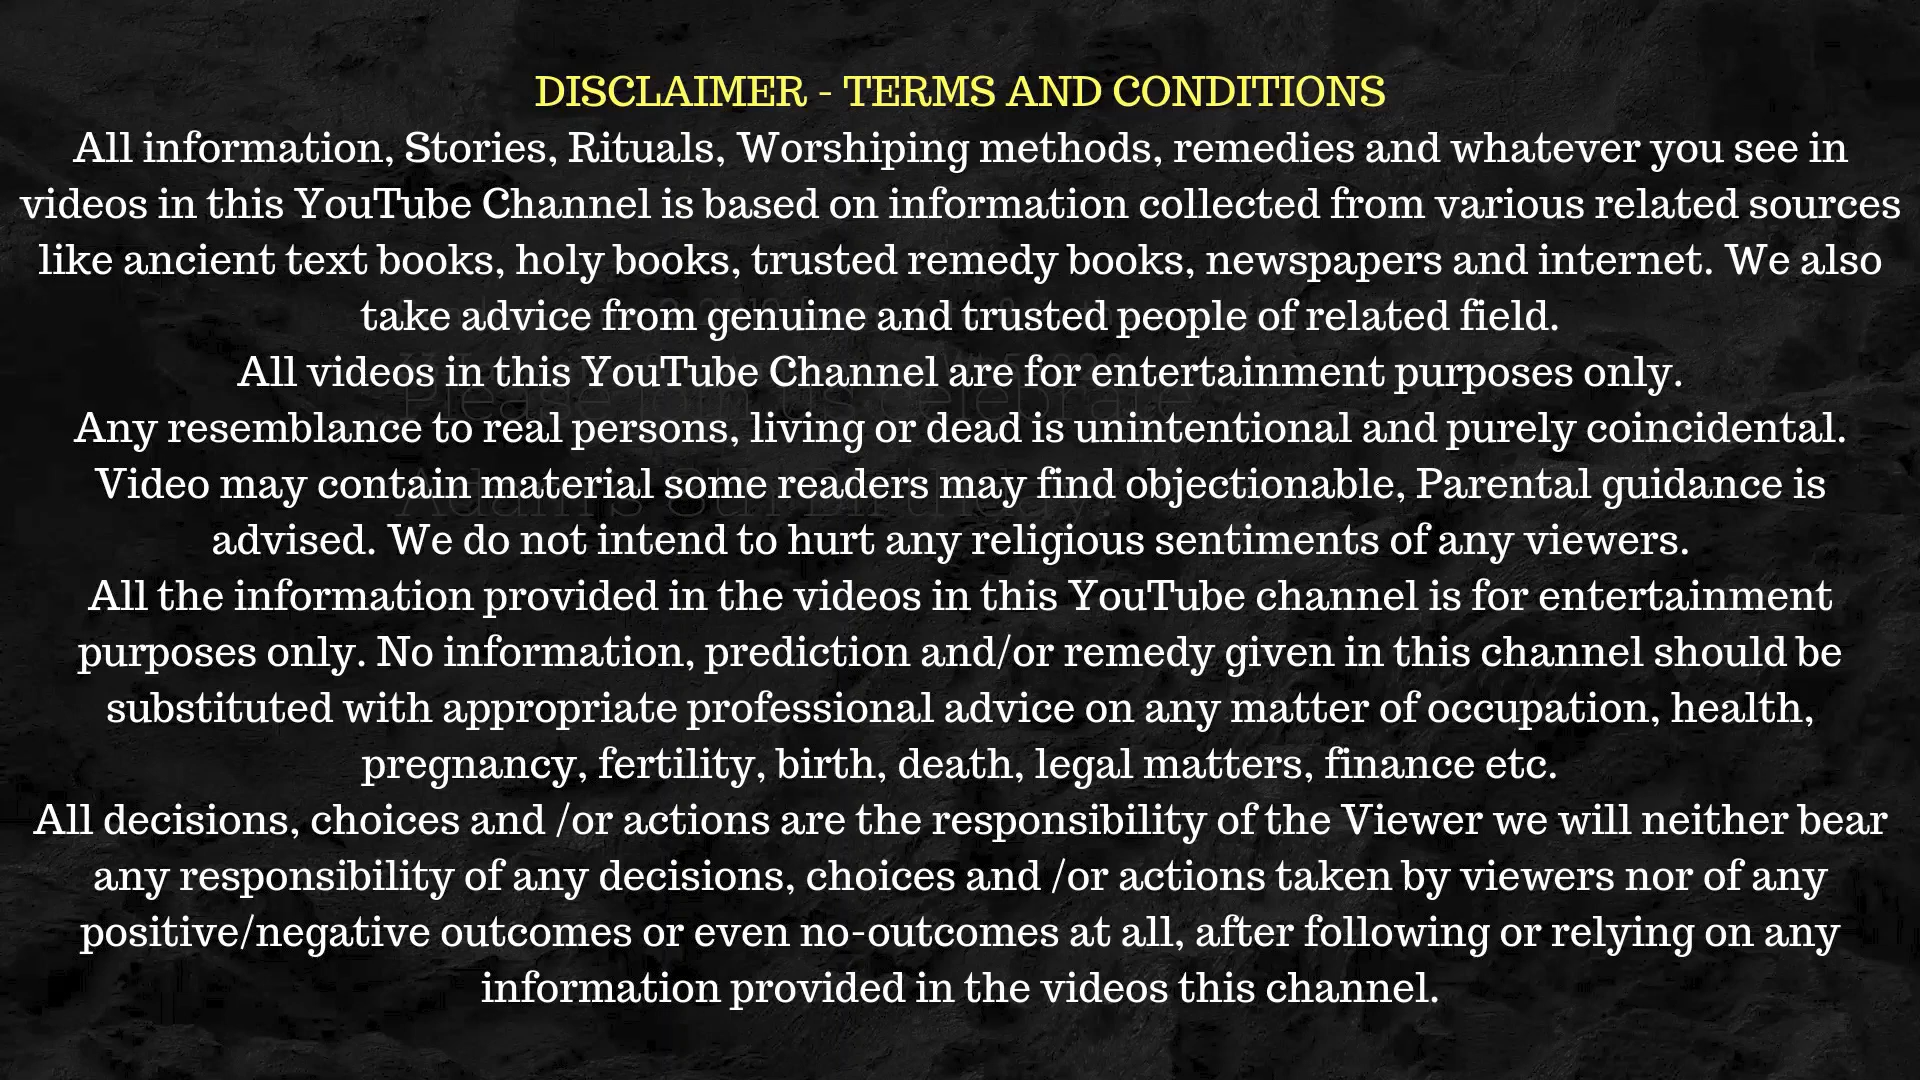 DISCLAIMER - TERMS AND CONDITIONS
All information, Stories, Rituals, Worshiping methods, remedies and whatever you see in
videos in this YouTube Channel is based on information collected from various related sources
like ancient text books, holy books, trusted remedy books, newspapers and internet. We also
take advice from genuine and trusted people of related field.
All videos in this YouTube Channel are for entertainment purposes only.
Please join us celebrate
Any resemblance to real persons, living or dead is unintentional and purely coincidental.
Video may contain material some readers may find objectionable, Parental guidance is
Adam's 8th Birthday!
advised. We do not intend to hurt any religious sentiments of any viewers.
All the information provided in the videos in this YouTube channel is for entertainment
purposes only. No information, prediction and/or remedy given in this channel should be
substituted with appropriate professional advice on any matter of occupation, health,
pregnancy, fertility, birth, death, legal matters, finance etc.
All decisions, choices and /or actions are the responsibility of the Viewer we will neither bear
any responsibility of any decisions, choices and /or actions taken by viewers nor of any
positive/negative outcomes or even no-outcomes at all, after following or relying on any
information provided in the videos this channel.